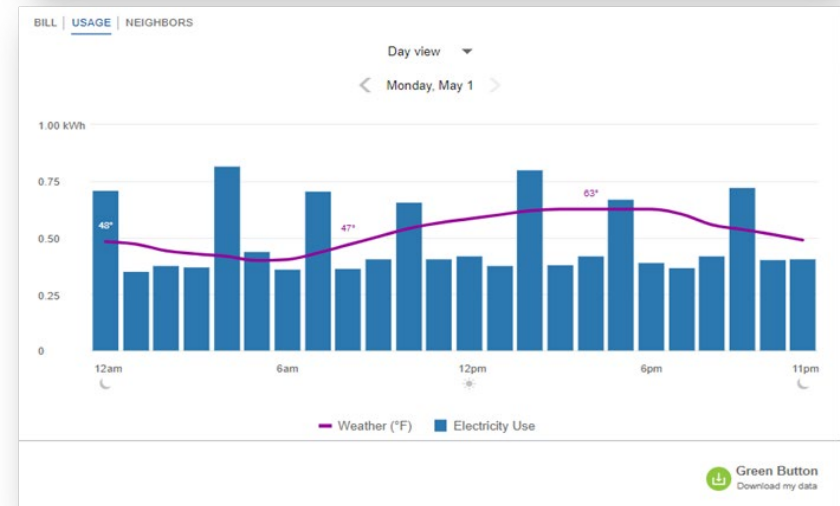 BILL | USAGE | NEIGHBORS
Day view
Monday, May 1
1.00 kWh
0.75
0.50
0.25
0
48°
47°
63°
12am 6am 12pm 6pm 11pm
Weather (°F) Electricity Use
Green Button
Download my data